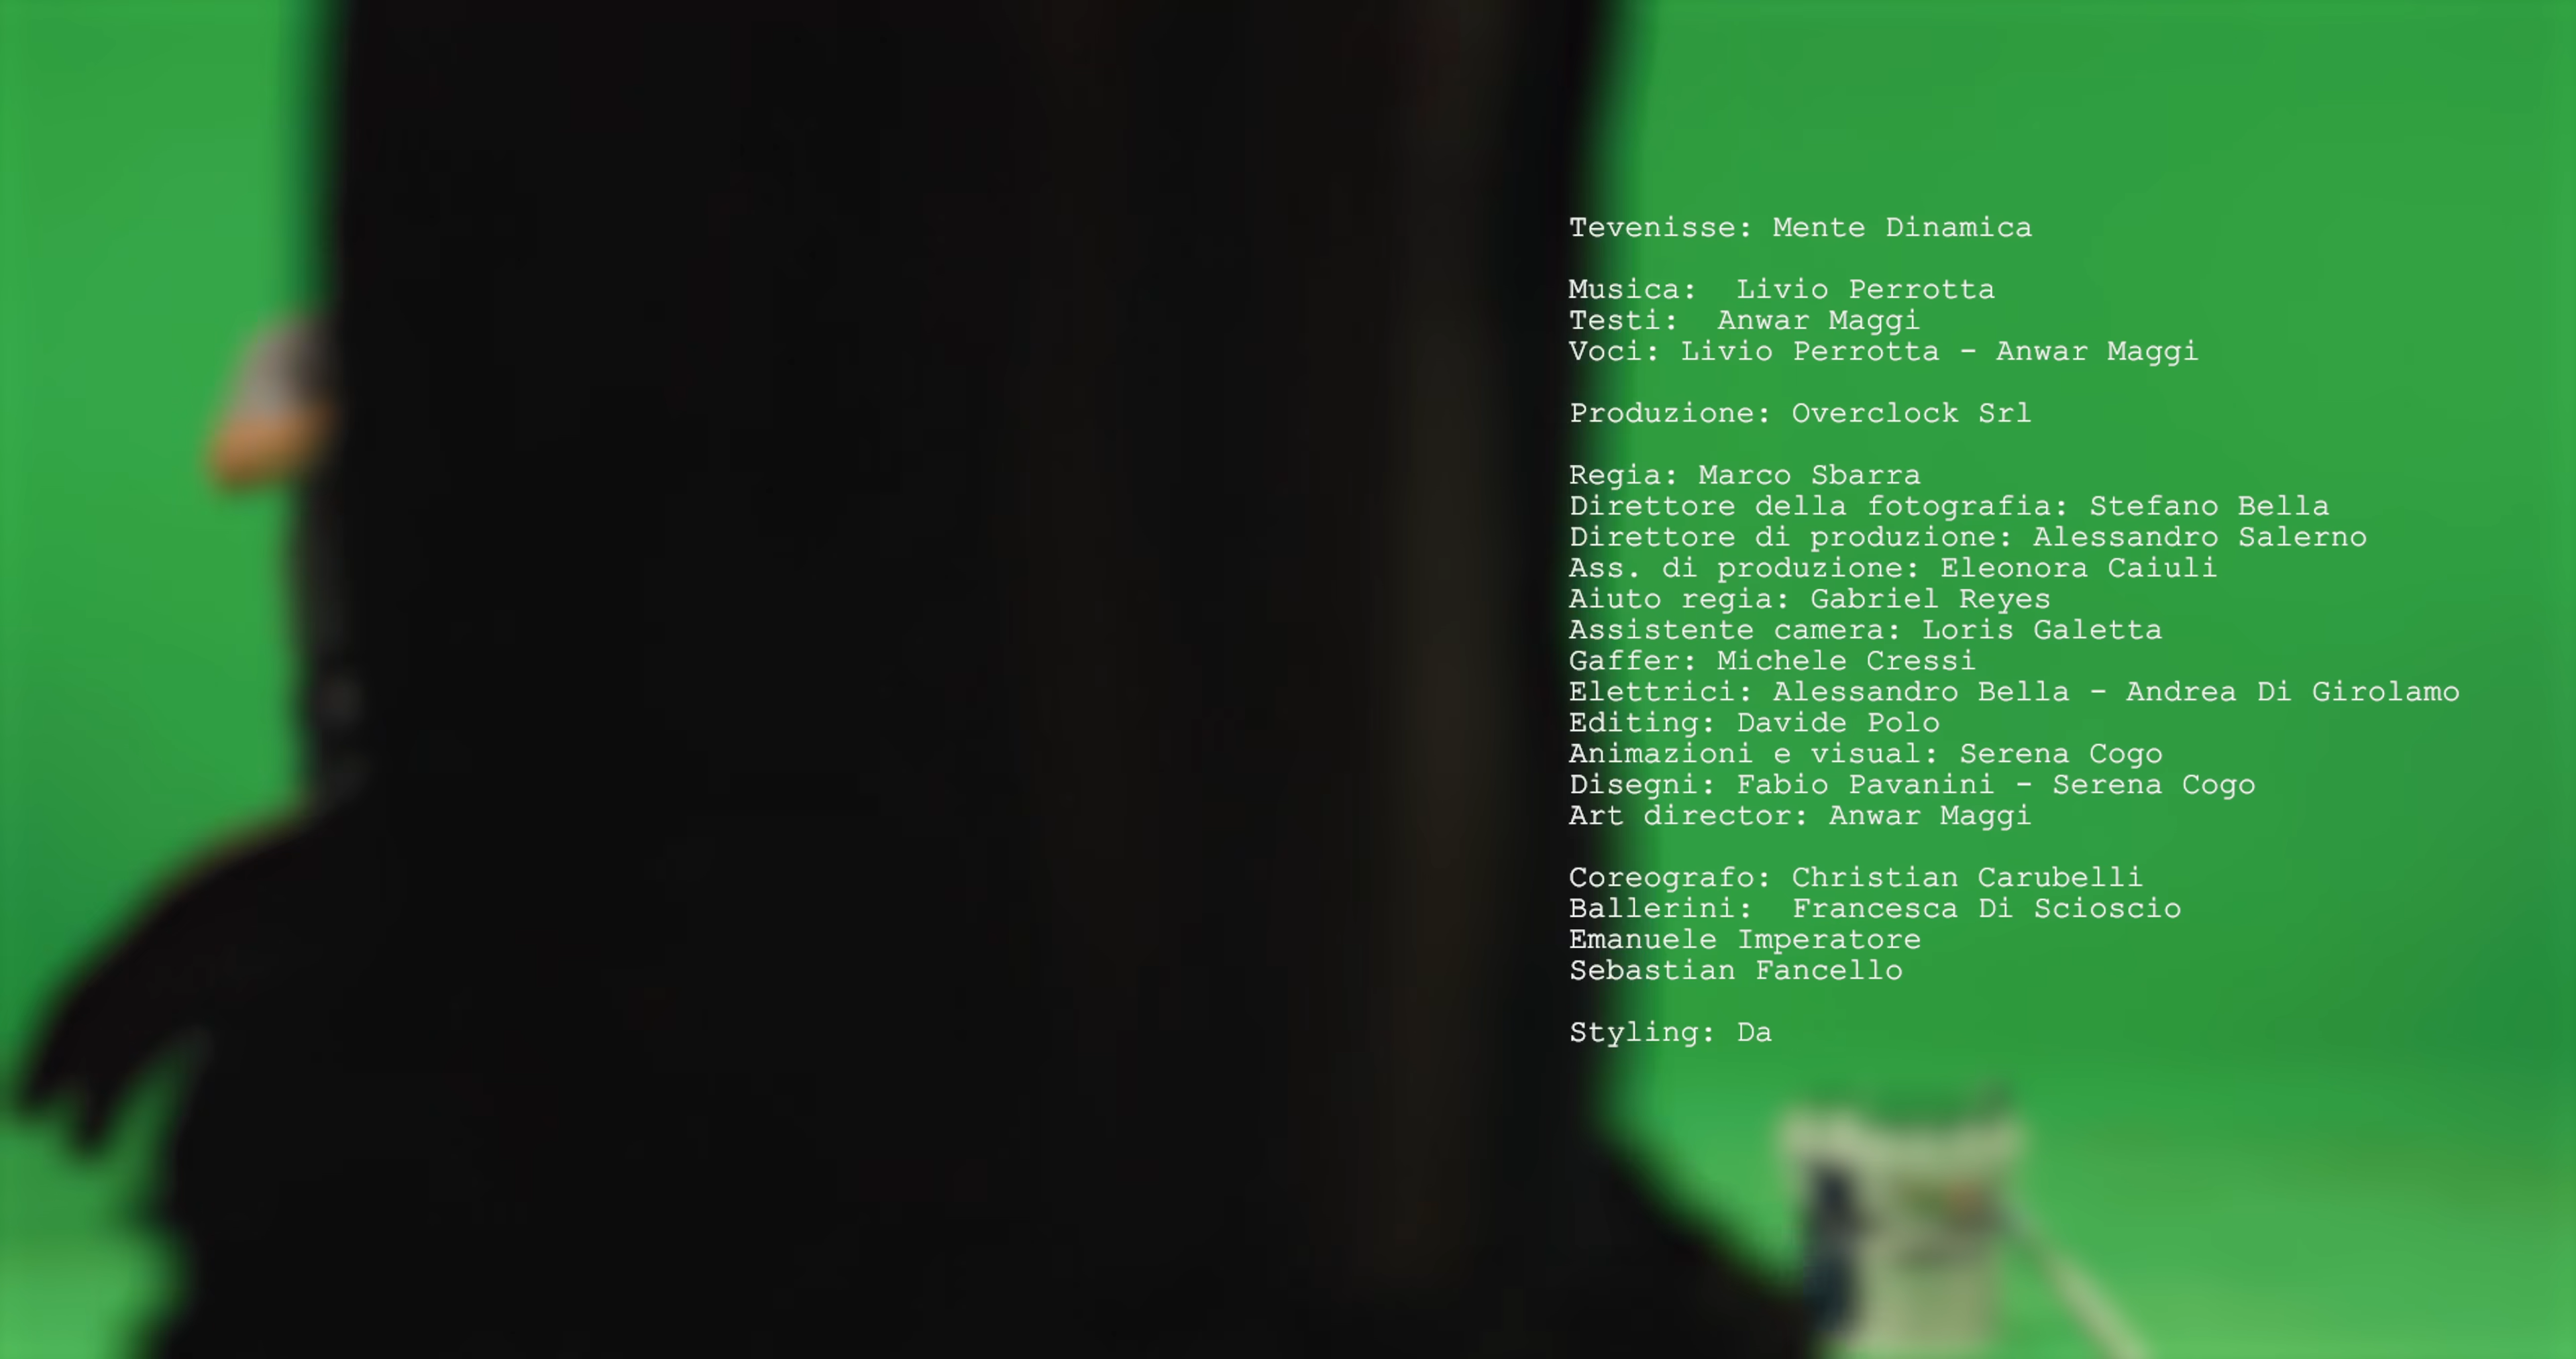 Tevenisse: Mente Dinamica
Musica:  Livio Perrotta
Testi:  Anwar Maggi
Voci: Livio Perrotta - Anwar Maggi
Produzione: Overclock Srl
Regia: Marco Sbarra
Direttore della fotografia: Stefano Bella
Direttore di produzione: Alessandro Salerno
Ass. di produzione: Eleonora Caiuli
Aiuto regia: Gabriel Reyes
Assistente camera: Loris Galetta
Gaffer: Michele Cressi
Elettrici: Alessandro Bella - Andrea Di Girolamo
Editing: Davide Polo
Animazioni e visual: Serena Cogo
Disegni: Fabio Pavanini - Serena Cogo
Art director: Anwar Maggi
Coreografo: Christian Carubelli
Ballerini:  Francesca Di Scioscio
Emanuele Imperatore
Sebastian Fancello
Styling: Da